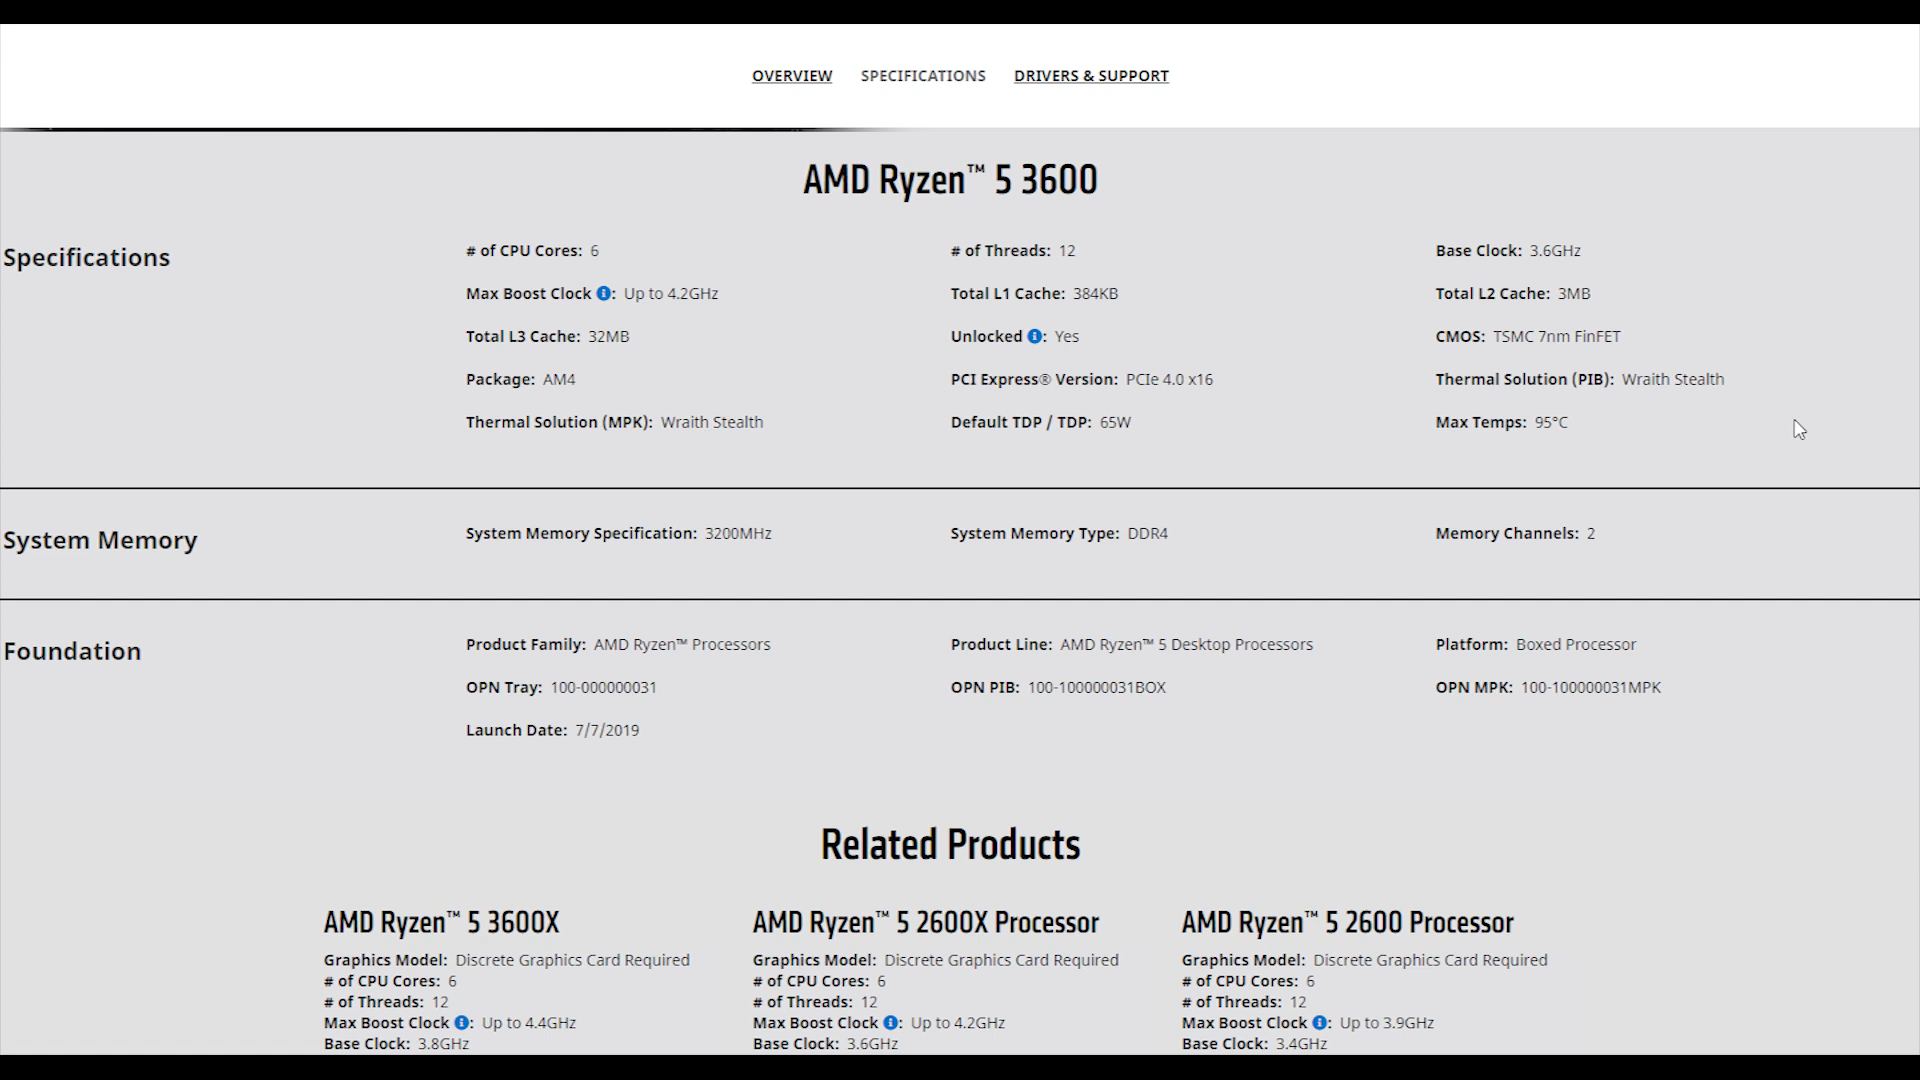 OVERVIEW SPECIFICATIONS DRIVERS & SUPPORT
AMD Ryzen™ 5 3600
Specifications
# of CPU Cores: 6 # of Threads: 12 Base Clock: 3.6GHz
Max Boost Clock i: Up to 4.2GHz Total L1 Cache: 384KB Total L2 Cache: 3MB
Total L3 Cache: 32MB Unlocked i: Yes CMOS: TSMC 7nm FinFET
Package: AM4 PCI Express® Version: PCIe 4.0 x16 Thermal Solution (PIB): Wraith Stealth
Thermal Solution (MPK): Wraith Stealth Default TDP / TDP: 65W Max Temps: 95°C
System Memory
System Memory Specification: 3200MHz System Memory Type: DDR4 Memory Channels: 2
Foundation
Product Family: AMD Ryzen™ Processors Product Line: AMD Ryzen™ 5 Desktop Processors Platform: Boxed Processor
OPN Tray: 100-000000031 OPN PIB: 100-100000031BOX OPN MPK: 100-100000031MPK
Launch Date: 7/7/2019
Related Products
AMD Ryzen™ 5 3600X
Graphics Model: Discrete Graphics Card Required
# of CPU Cores: 6
# of Threads: 12
Max Boost Clock i: Up to 4.4GHz
Base Clock: 3.8GHz
AMD Ryzen™ 5 2600X Processor
Graphics Model: Discrete Graphics Card Required
# of CPU Cores: 6
# of Threads: 12
Max Boost Clock i: Up to 4.2GHz
Base Clock: 3.6GHz
AMD Ryzen™ 5 2600 Processor
Graphics Model: Discrete Graphics Card Required
# of CPU Cores: 6
# of Threads: 12
Max Boost Clock i: Up to 3.9GHz
Base Clock: 3.4GHz